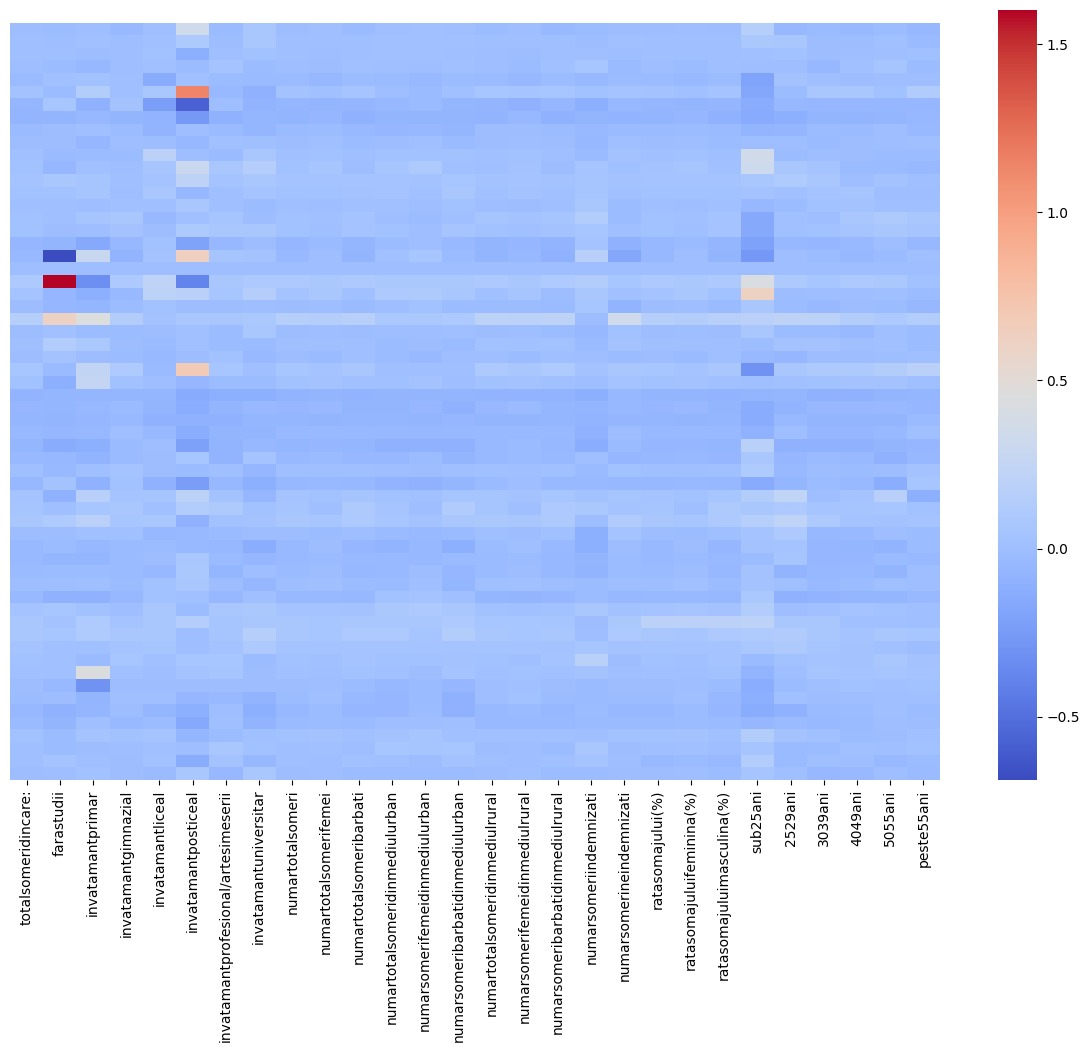 1.5
1.0
0.5
0.0
−0.5
totalsomeridincare:
farastudii
invatamantprimar
invatamantgimnazial
invatamantliceal
invatamantposticeal
invatamantprofesional/artesimeserii
invatamantuniversitar
numartotalsomeri
numartotalsomerifemei
numartotalsomeribarbati
numartotalsomeridinmediulurban
numarsomerifemeidinmediulurban
numarsomeribarbatidinmediulurban
numartotalsomeridinmediulrural
numarsomerifemeidinmediulrural
numarsomeribarbatidinmediulrural
numarsomeriindemnizati
numarsomerineindemnizati
ratasomajului(%)
ratasomajuluifeminina(%)
ratasomajuluimasculina(%)
sub25ani
2529ani
3039ani
4049ani
5055ani
peste55ani